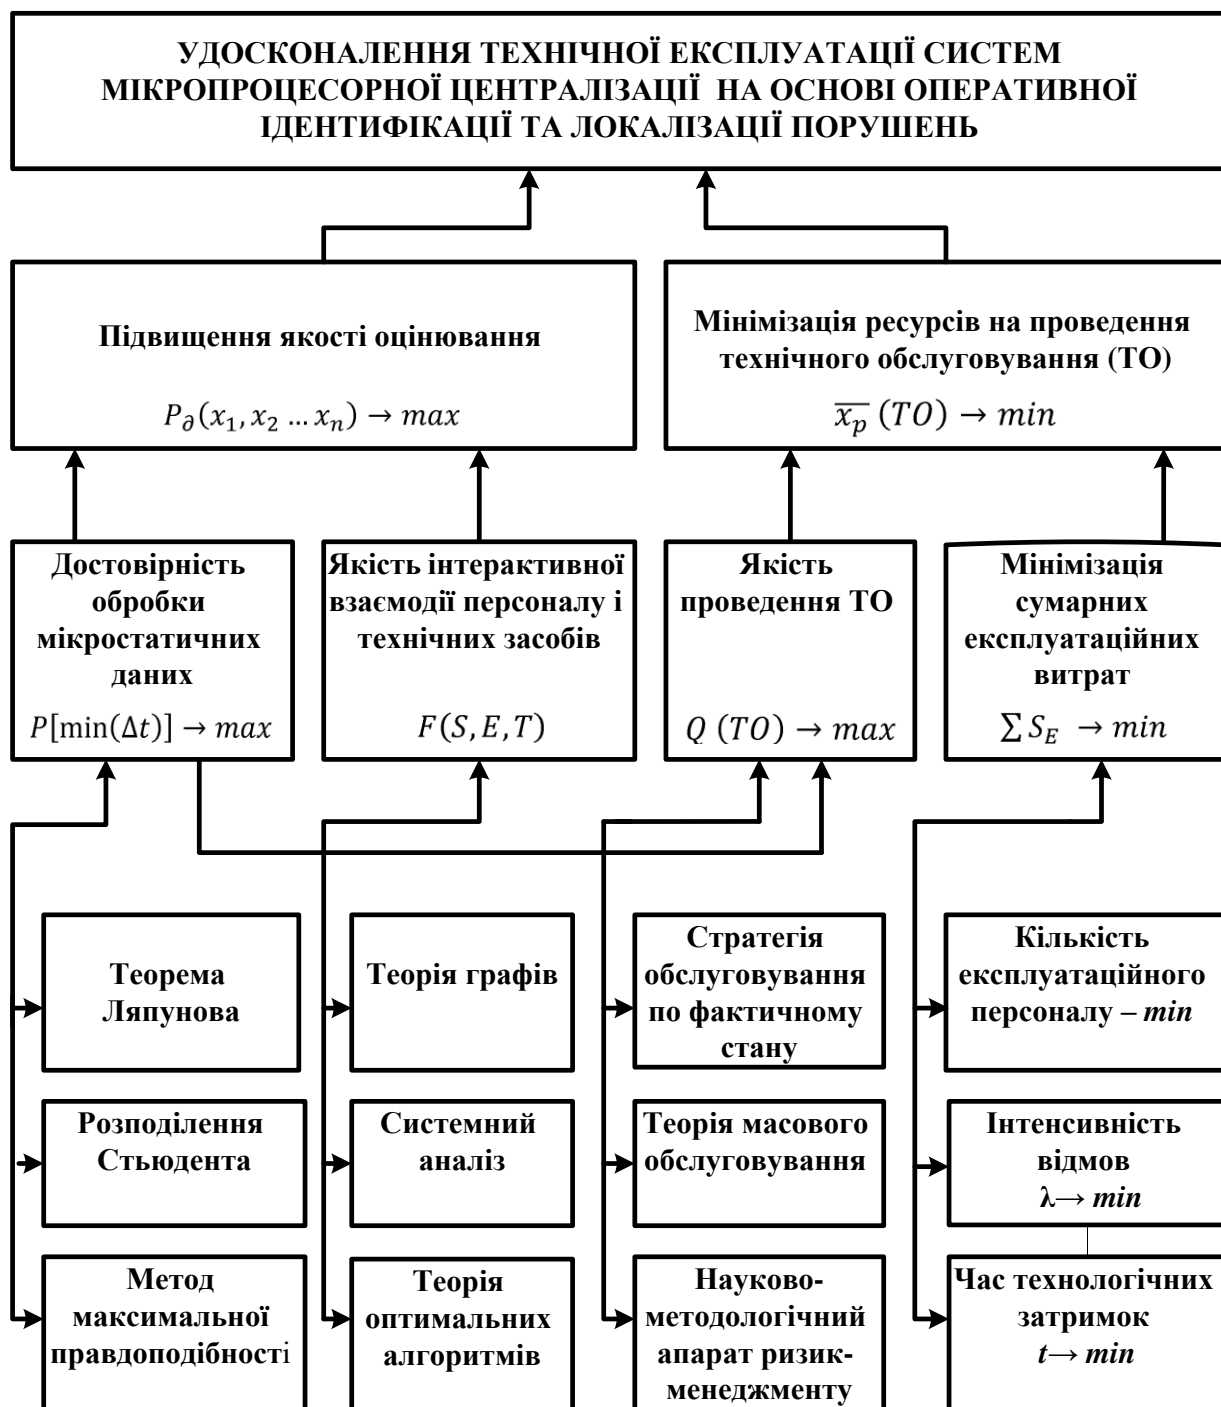 УДОСКОНАЛЕННЯ ТЕХНІЧНОЇ ЕКСПЛУАТАЦІЇ СИСТЕМ
МІКРОПРОЦЕСОРНОЇ ЦЕНТРАЛІЗАЦІЇ НА ОСНОВІ ОПЕРАТИВНОЇ
ІДЕНТИФІКАЦІЇ ТА ЛОКАЛІЗАЦІЇ ПОРУШЕНЬ
Підвищення якості оцінювання
P_∂(x₁, x₂ … xₙ) → max
Мінімізація ресурсів на проведення
технічного обслуговування (ТО)
x̅_p̅ (TO) → min
Достовірність
обробки
мікростатичних
даних
P[min(Δt)] → max
Якість інтерактивної
взаємодії персоналу і
технічних засобів
F(S, E, T)
Якість
проведення ТО
Q (TO) → max
Мінімізація
сумарних
експлуатаційних
витрат
∑ S_E → min
Теорема
Ляпунова
Теорія графів
Стратегія
обслуговування
по фактичному
стану
Кількість
експлуатаційного
персоналу – min
Розподілення
Стьюдента
Системний
аналіз
Теорія масового
обслуговування
Інтенсивність
відмов
λ→ min
Метод
максимальної
правдоподібності
Теорія
оптимальних
алгоритмів
Науково-
методологічний
апарат ризик-
менеджменту
Час технологічних
затримок
t→ min